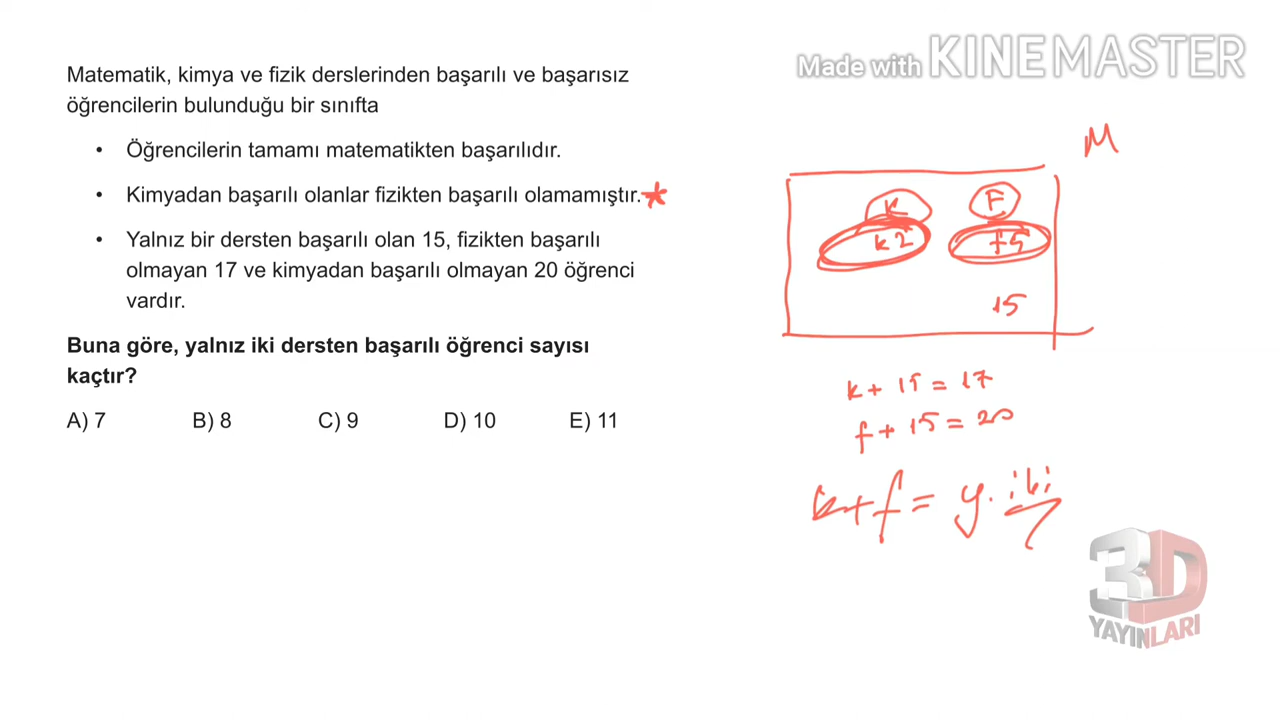 Made with KINEMASTER
Matematik, kimya ve fizik derslerinden başarılı ve başarısız
öğrencilerin bulunduğu bir sınıfta
• Öğrencilerin tamamı matematikten başarılıdır.
• Kimyadan başarılı olanlar fizikten başarılı olamamıştır.
• Yalnız bir dersten başarılı olan 15, fizikten başarılı
olmayan 17 ve kimyadan başarılı olmayan 20 öğrenci
vardır.
Buna göre, yalnız iki dersten başarılı öğrenci sayısı
kaçtır?
A) 7 B) 8 C) 9 D) 10 E) 11
M
K F
k 2 f 5
15
k + 15 = 17
f + 15 = 20
k+f = y. iki
3D
YAYINLARI